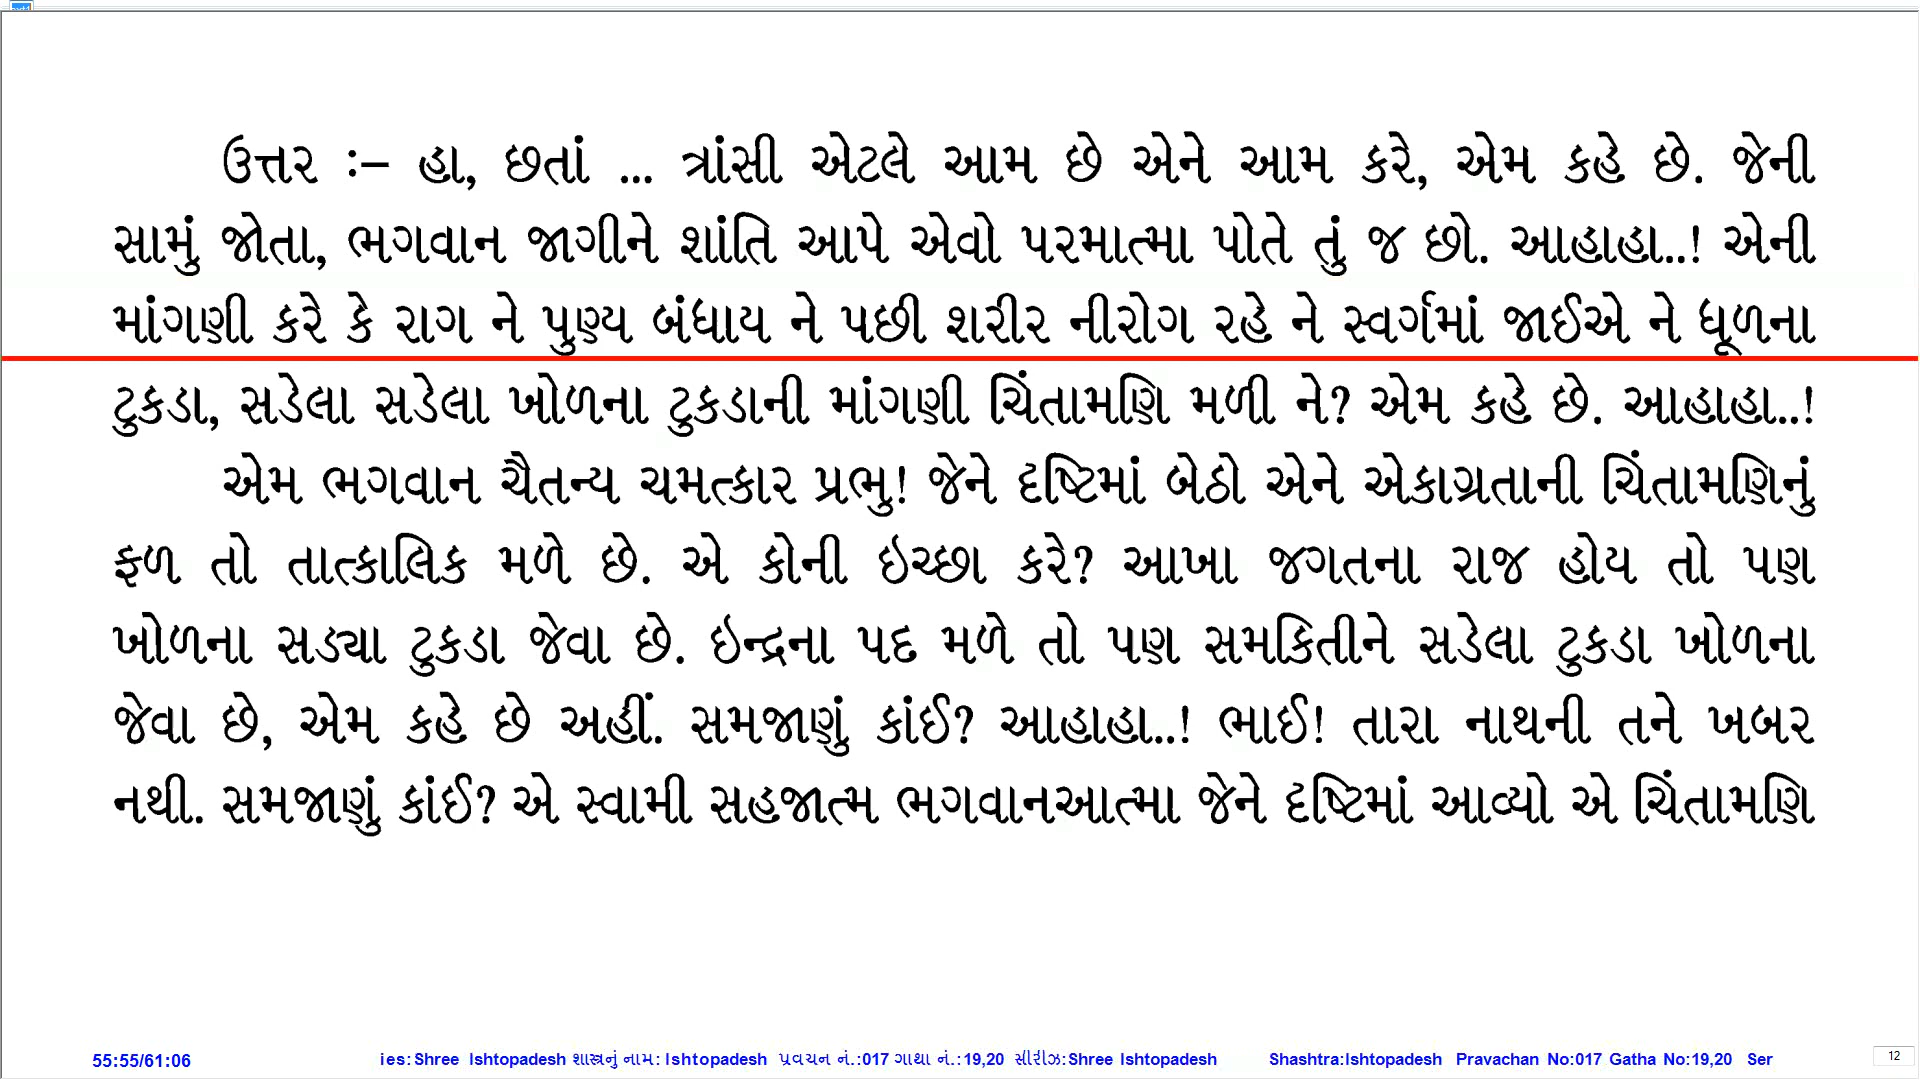 ઉત્તર :– હા, છતાં ... ત્રાંસી એટલે આમ છે એને આમ કરે, એમ કહે છે. જેની
સામું જોતા, ભગવાન જાગીને શાંતિ આપે એવો પરમાત્મા પોતે તું જ છો. આહાહા..! એની
માંગણી કરે કે રાગ ને પુણ્ય બંધાય ને પછી શરીર નીરોગ રહે ને સ્વર્ગમાં જાઈએ ને ધૂળના
ટુકડા, સડેલા સડેલા ખોળના ટુકડાની માંગણી ચિંતામણિ મળી ને? એમ કહે છે. આહાહા..!
એમ ભગવાન ચૈતન્ય ચમત્કાર પ્રભુ! જેને દૃષ્ટિમાં બેઠો એને એકાગ્રતાની ચિંતામણિનું
ફળ તો તાત્કાલિક મળે છે. એ કોની ઇચ્છા કરે? આખા જગતના રાજ હોય તો પણ
ખોળના સડ્યા ટુકડા જેવા છે. ઇન્દ્રના પદ મળે તો પણ સમકિતીને સડેલા ટુકડા ખોળના
જેવા છે, એમ કહે છે અહીં. સમજાણું કાંઈ? આહાહા..! ભાઈ! તારા નાથની તને ખબર
નથી. સમજાણું કાંઈ? એ સ્વામી સહજાત્મ ભગવાનઆત્મા જેને દૃષ્ટિમાં આવ્યો એ ચિંતામણિ
55:55/61:06 ies:Shree Ishtopadesh શાસ્ત્રનું નામ: Ishtopadesh પ્રવચન નં.:017 ગાથા નં.:19,20 સીરીઝ:Shree Ishtopadesh Shashtra:Ishtopadesh Pravachan No:017 Gatha No:19,20 Ser 12